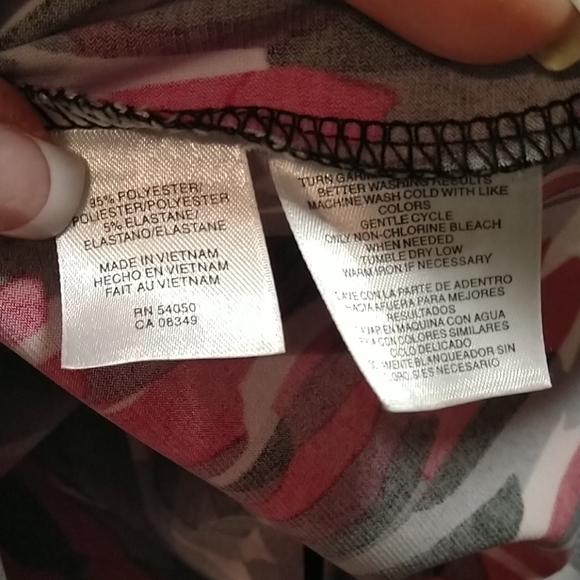 95% POLYESTER/
POLIESTER/POLYESTER
5% ELASTANE/
ELASTANO/ELASTANE
MADE IN VIETNAM
HECHO EN VIETNAM
FAIT AU VIETNAM
RN 54050
CA 08349
TURN
BETTER WASHING RESULTS
MACHINE WASH COLD WITH LIKE
COLORS
GENTLE CYCLE
ONLY NON-CHLORINE BLEACH
WHEN NEEDED
TUMBLE DRY LOW
WARM IRON IF NECESSARY
CON LA PARTE DE ADENTRO
HACIA AFUERA PARA MEJORES
RESULTADOS
EN MAQUINA CON AGUA
CON COLORES SIMILARES
CICLO DELICADO
BLANQUEADOR SIN
SI ES NECESARIO